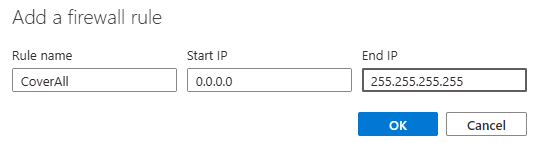 Add a firewall rule
Rule name Start IP End IP
CoverAll 0.0.0.0 255.255.255.255
OK Cancel